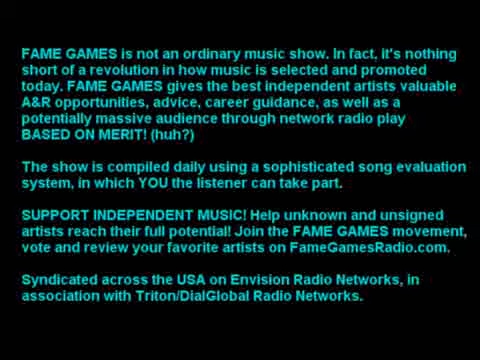 FAME GAMES is not an ordinary music show. In fact, it's nothing
short of a revolution in how music is selected and promoted
today. FAME GAMES gives the best independent artists valuable
A&R opportunities, advice, career guidance, as well as a
potentially massive audience through network radio play
BASED ON MERIT! (huh?)
The show is compiled daily using a sophisticated song evaluation
system, in which YOU the listener can take part.
SUPPORT INDEPENDENT MUSIC! Help unknown and unsigned
artists reach their full potential! Join the FAME GAMES movement,
vote and review your favorite artists on FameGamesRadio.com.
Syndicated across the USA on Envision Radio Networks, in
association with Triton/DialGlobal Radio Networks.